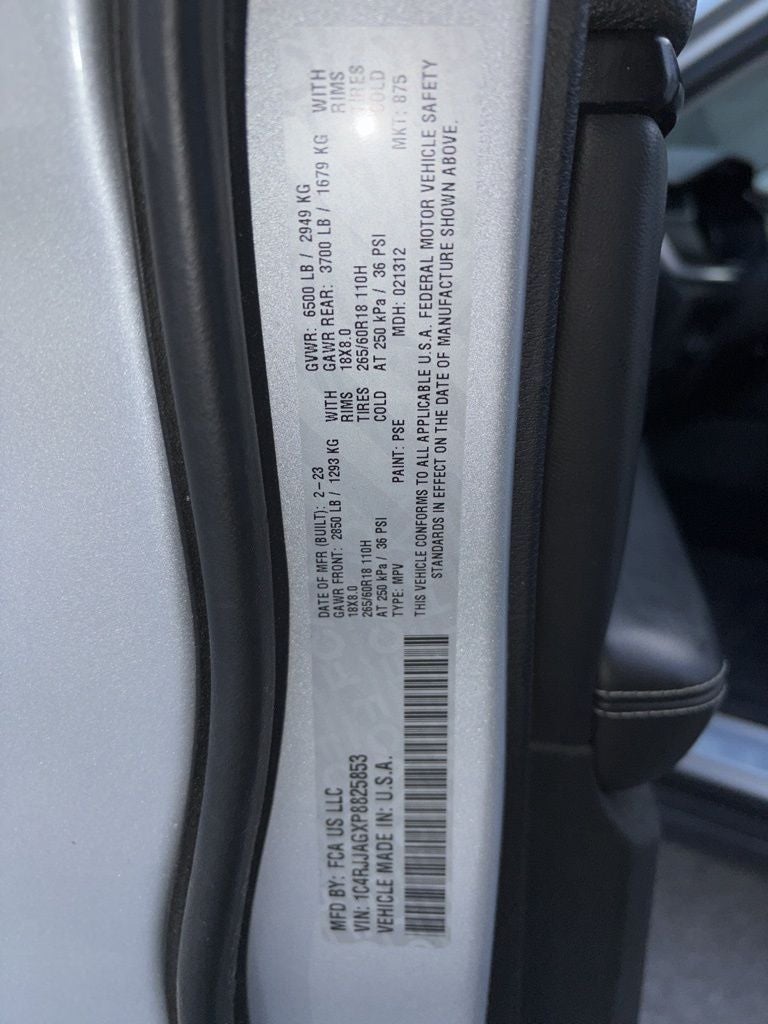 MFD BY: FCA US LLC
VIN: 1C4RJJAGXP8825853
VEHICLE MADE IN: U.S.A.
DATE OF MFR (BUILT): 2-23 GVWR: 6500 LB / 2949 KG
GAWR FRONT: 2850 LB / 1293 KG WITH GAWR REAR: 3700 LB / 1679 KG WITH
18X8.0 RIMS 18X8.0 RIMS
265/60R18 110H TIRES 265/60R18 110H TIRES
AT 250 kPa / 36 PSI COLD AT 250 kPa / 36 PSI COLD
TYPE: MPV PAINT: PSE MDH: 021312 MKT: 875
THIS VEHICLE CONFORMS TO ALL APPLICABLE U.S.A. FEDERAL MOTOR VEHICLE SAFETY
STANDARDS IN EFFECT ON THE DATE OF MANUFACTURE SHOWN ABOVE.